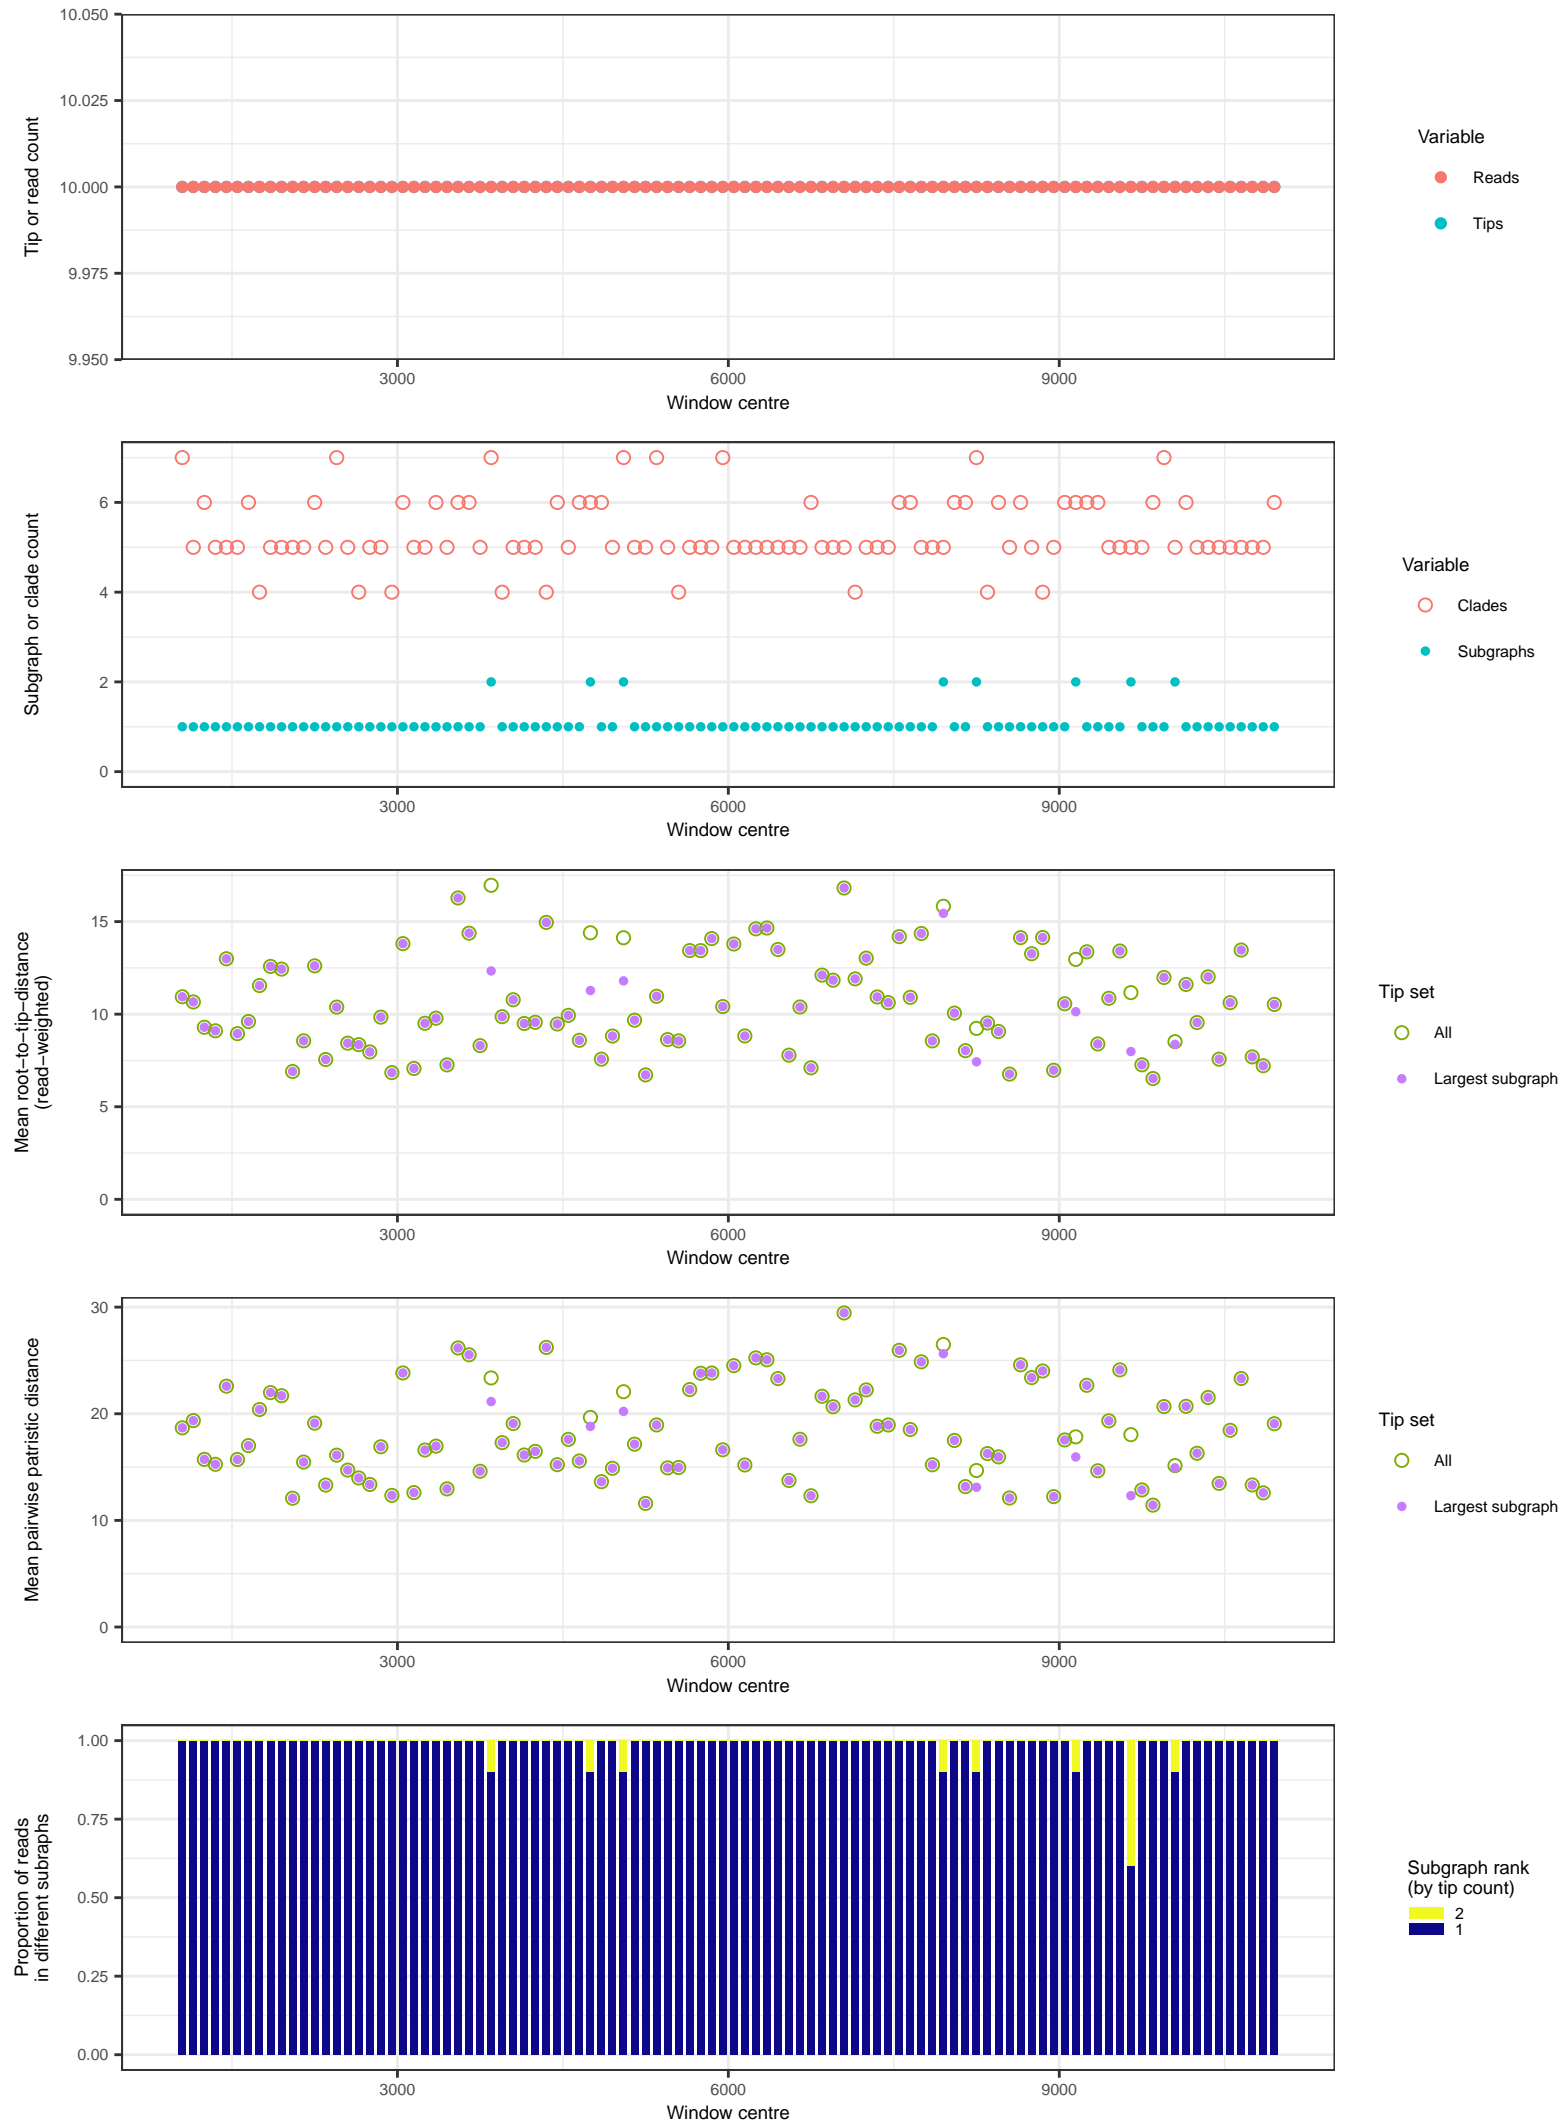 10.050
10.025
10.000
9.975
9.950
Tip or read count
3000
6000
9000
Window centre
Variable
Reads
Tips
6
4
2
0
Subgraph or clade count
3000
6000
9000
Window centre
Variable
Clades
Subgraphs
15
10
5
0
Mean root−to−tip−distance
(read−weighted)
3000
6000
9000
Window centre
Tip set
All
Largest subgraph
30
20
10
0
Mean pairwise patristic distance
3000
6000
9000
Window centre
Tip set
All
Largest subgraph
1.00
0.75
0.50
0.25
0.00
Proportion of reads
in different subraphs
3000
6000
9000
Window centre
Subgraph rank
(by tip count)
2
1